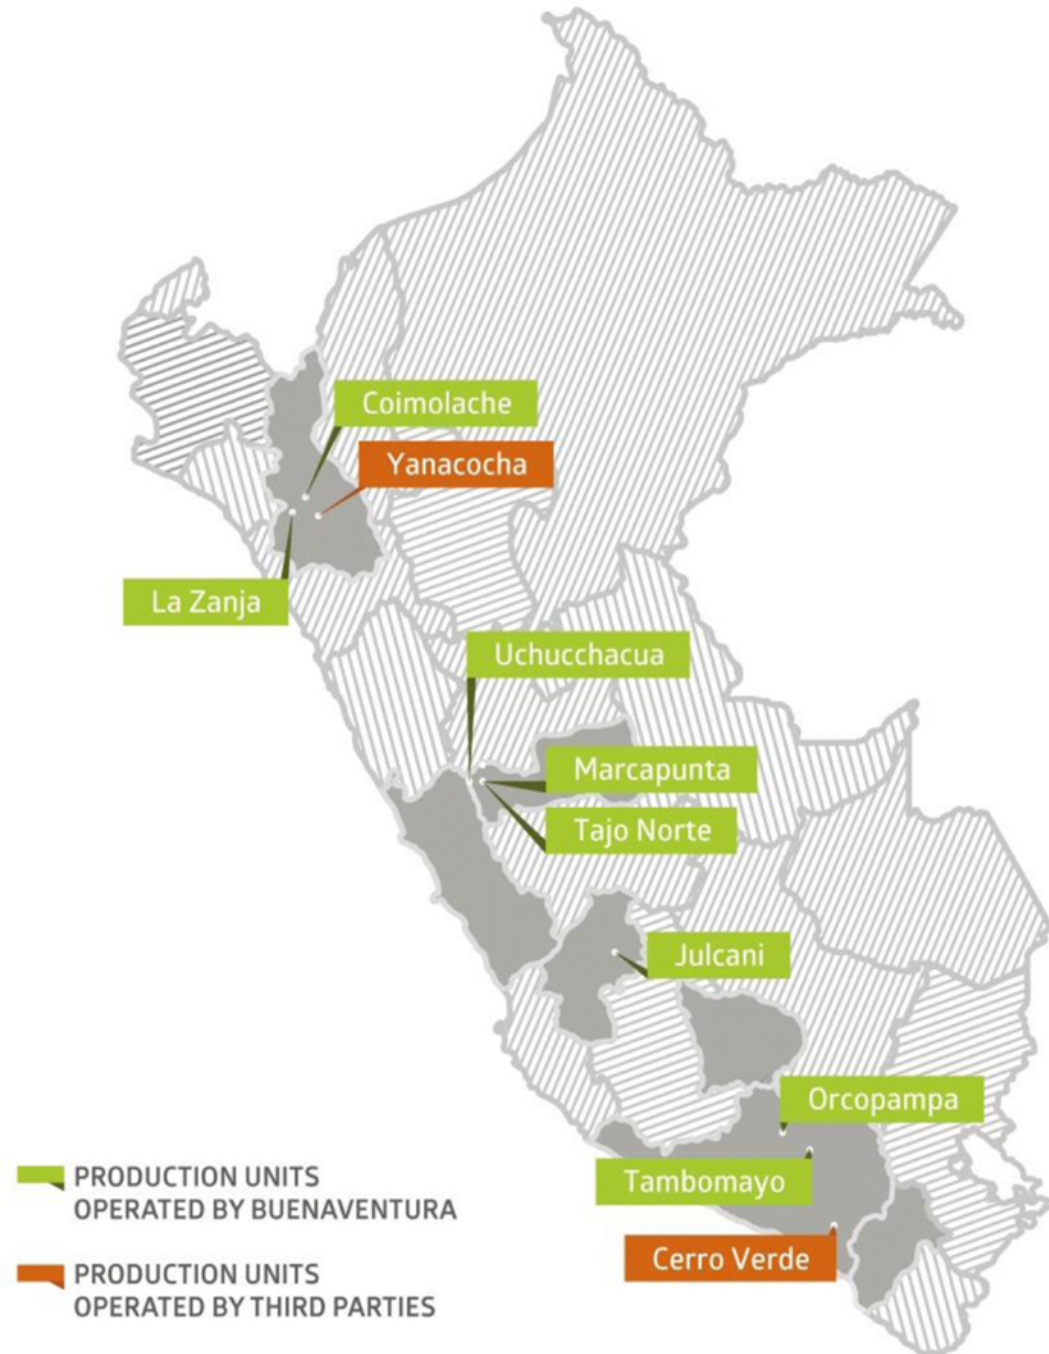 Coimolache
Yanacocha
La Zanja
Uchucchacua
Marcapunta
Tajo Norte
Julcani
Orcopampa
Tambomayo
Cerro Verde
PRODUCTION UNITS
OPERATED BY BUENAVENTURA
PRODUCTION UNITS
OPERATED BY THIRD PARTIES